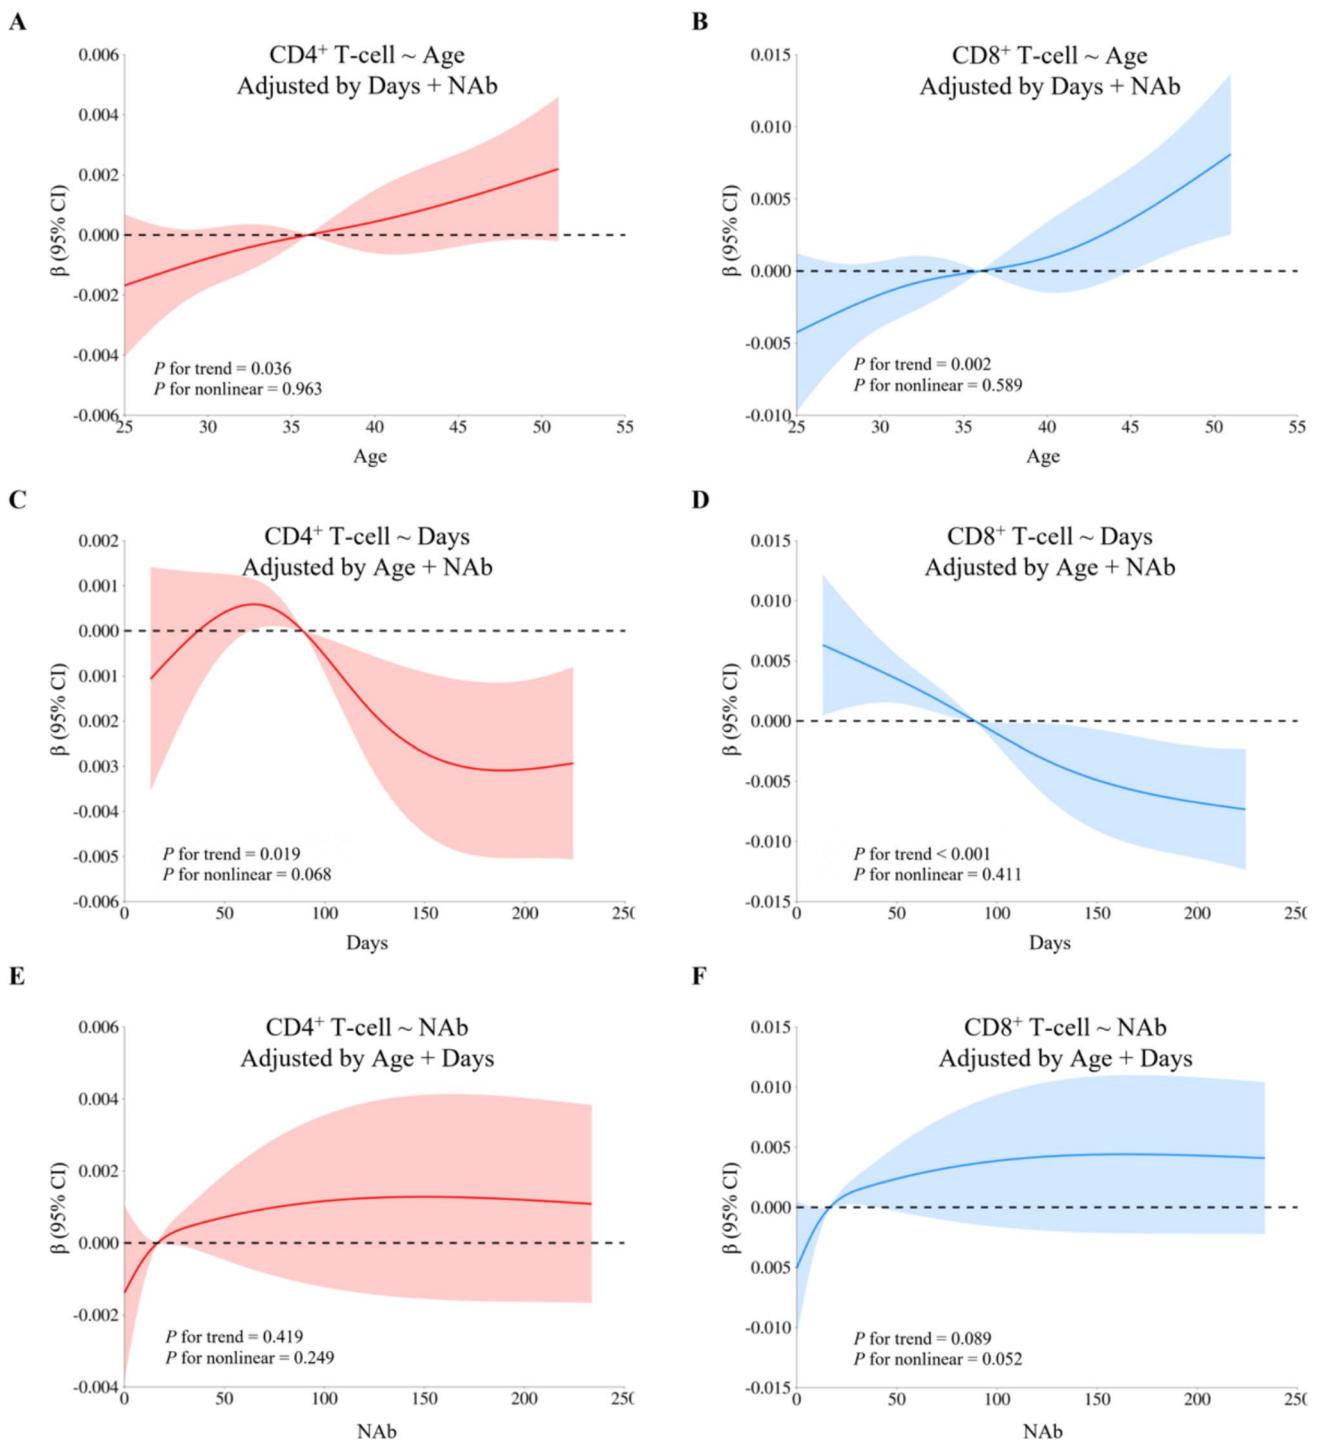 A
CD4⁺ T-cell ~ Age
Adjusted by Days + NAb
0.006
0.004
0.002
0.000
-0.002
-0.004
-0.006
β (95% CI)
P for trend = 0.036
P for nonlinear = 0.963
25 30 35 40 45 50 55
Age
B
CD8⁺ T-cell ~ Age
Adjusted by Days + NAb
0.015
0.010
0.005
0.000
-0.005
-0.010
β (95% CI)
P for trend = 0.002
P for nonlinear = 0.589
25 30 35 40 45 50 55
Age
C
CD4⁺ T-cell ~ Days
Adjusted by Age + NAb
0.002
0.001
0.000
0.001
0.002
0.003
-0.004
-0.005
-0.006
β (95% CI)
P for trend = 0.019
P for nonlinear = 0.068
0 50 100 150 200 250
Days
D
CD8⁺ T-cell ~ Days
Adjusted by Age + NAb
0.015
0.010
0.005
0.000
-0.005
-0.010
-0.015
β (95% CI)
P for trend < 0.001
P for nonlinear = 0.411
0 50 100 150 200 250
Days
E
CD4⁺ T-cell ~ NAb
Adjusted by Age + Days
0.006
0.004
0.002
0.000
-0.002
-0.004
β (95% CI)
P for trend = 0.419
P for nonlinear = 0.249
0 50 100 150 200 250
NAb
F
CD8⁺ T-cell ~ NAb
Adjusted by Age + Days
0.015
0.010
0.005
0.000
0.005
-0.010
-0.015
β (95% CI)
P for trend = 0.089
P for nonlinear = 0.052
0 50 100 150 200 250
NAb